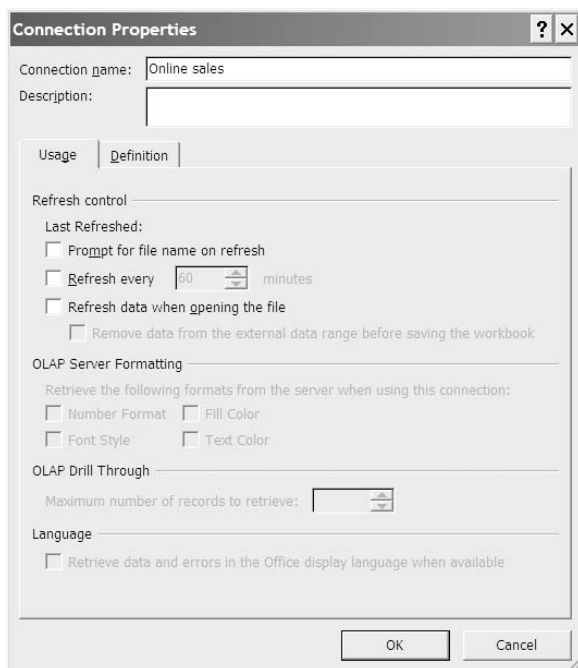 Connection Properties ? X
Connection name: Online sales
Description:
Usage Definition
Refresh control
Last Refreshed:
Prompt for file name on refresh
Refresh every 60 minutes
Refresh data when opening the file
Remove data from the external data range before saving the workbook
OLAP Server Formatting
Retrieve the following formats from the server when using this connection:
Number Format Fill Color
Font Style Text Color
OLAP Drill Through
Maximum number of records to retrieve:
Language
Retrieve data and errors in the Office display language when available
OK Cancel